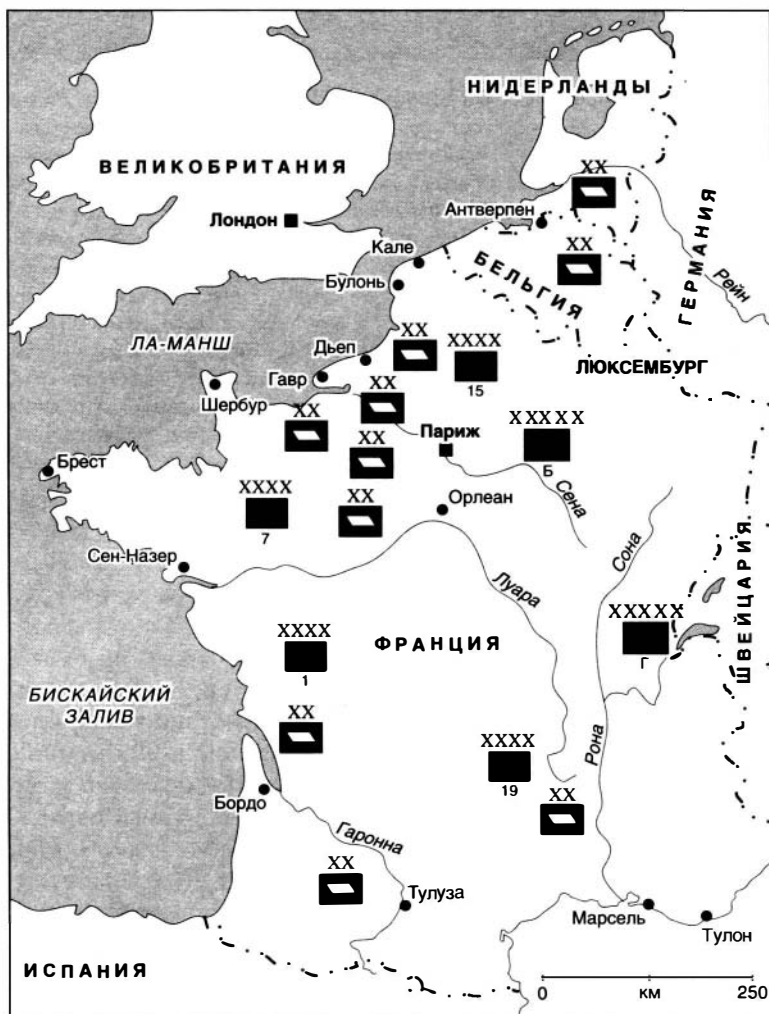 НИДЕРЛАНДЫ
ВЕЛИКОБРИТАНИЯ
XX
Лондон
Антверпен
ГЕРМАНИЯ
Кале
XX
БЕЛЬГИЯ
Булонь
Рейн
ЛА-МАНШ
Дьеп
XX
XXXX
15
ЛЮКСЕМБУРГ
Гавр
Шербур
XX
XX
Париж
XXXXX
Б
Брест
XX
Сена
XXXX
7
XX
Орлеан
Сен-Назер
Сона
Луара
ШВЕЙЦАРИЯ
XXXXX
Г
XXXX
1
ФРАНЦИЯ
БИСКАЙСКИЙ
ЗАЛИВ
XX
XXXX
19
Рона
Бордо
XX
Гаронна
XX
Тулуза
Марсель
Тулон
ИСПАНИЯ
0 км 250